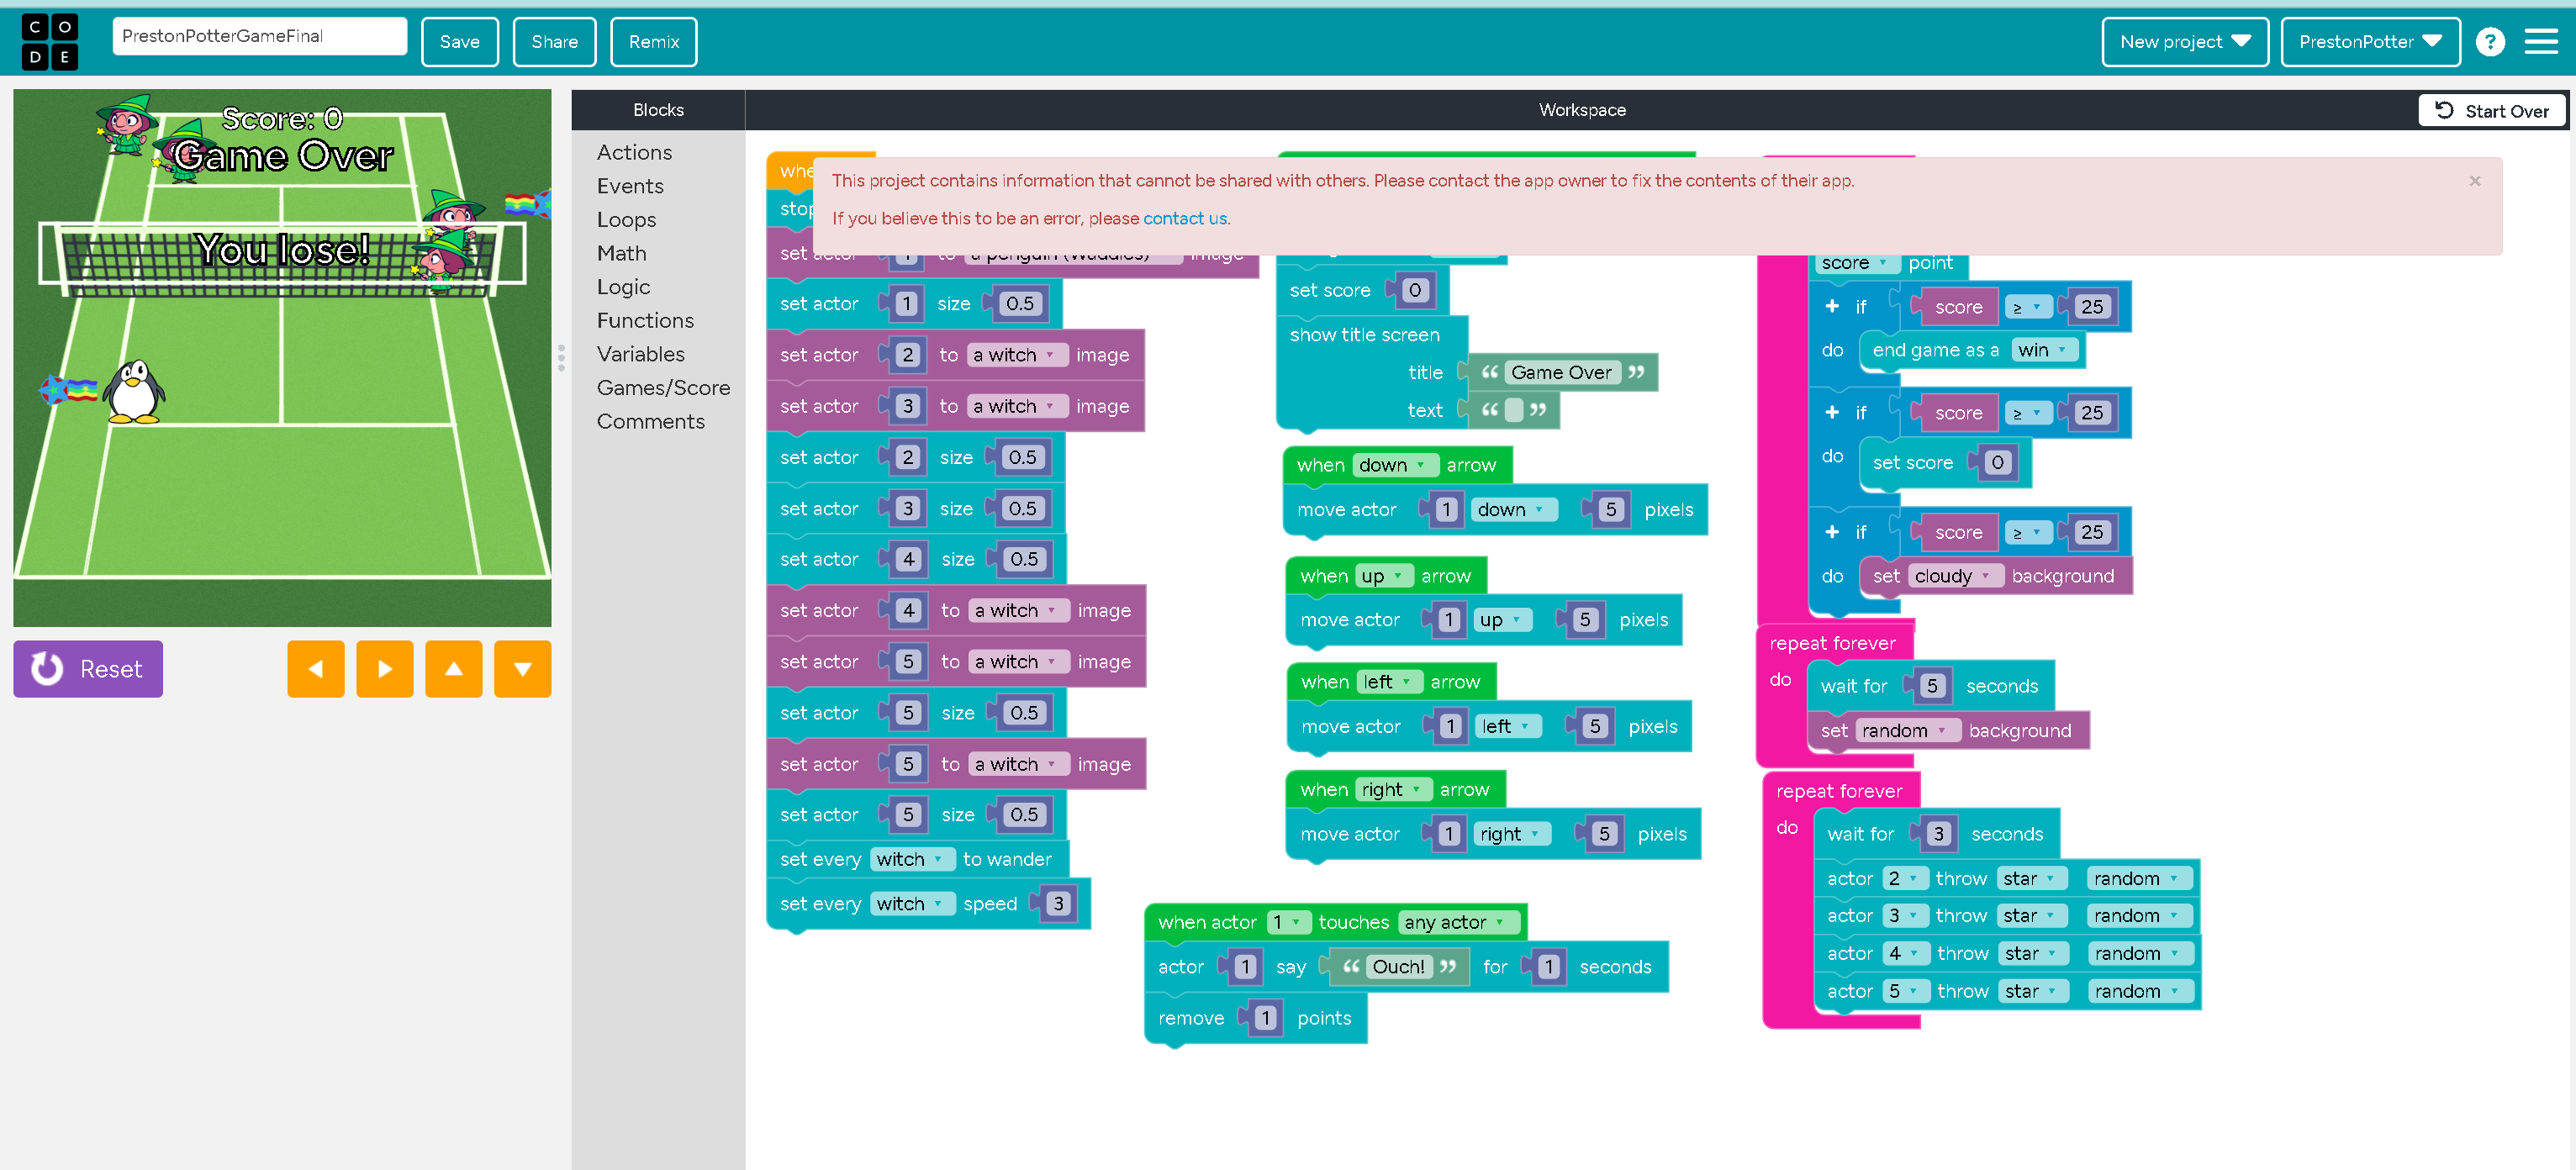 C O
D E
PrestonPotterGameFinal
Save
Share
Remix
New project
PrestonPotter
?
Score: 0
Game Over
You lose!
Reset
Blocks
Workspace
Start Over
Actions
Events
Loops
Math
Logic
Functions
Variables
Games/Score
Comments
This project contains information that cannot be shared with others. Please contact the app owner to fix the contents of their app.
If you believe this to be an error, please contact us.
×
set actor 1 to a penguin (Waddles) image
set actor 1 size 0.5
set actor 2 to a witch image
set actor 3 to a witch image
set actor 2 size 0.5
set actor 3 size 0.5
set actor 4 size 0.5
set actor 4 to a witch image
set actor 5 to a witch image
set actor 5 size 0.5
set actor 5 to a witch image
set actor 5 size 0.5
set every witch to wander
set every witch speed 3
set score 0
show title screen
title “ Game Over ”
text “ ”
when down arrow
move actor 1 down 5 pixels
when up arrow
move actor 1 up 5 pixels
when left arrow
move actor 1 left 5 pixels
when right arrow
move actor 1 right 5 pixels
when actor 1 touches any actor
actor 1 say “ Ouch! ” for 1 seconds
remove 1 points
score point
+ if score ≥ 25
do end game as a win
+ if score ≥ 25
do set score 0
+ if score ≥ 25
do set cloudy background
repeat forever
do wait for 5 seconds
set random background
repeat forever
do wait for 3 seconds
actor 2 throw star random
actor 3 throw star random
actor 4 throw star random
actor 5 throw star random